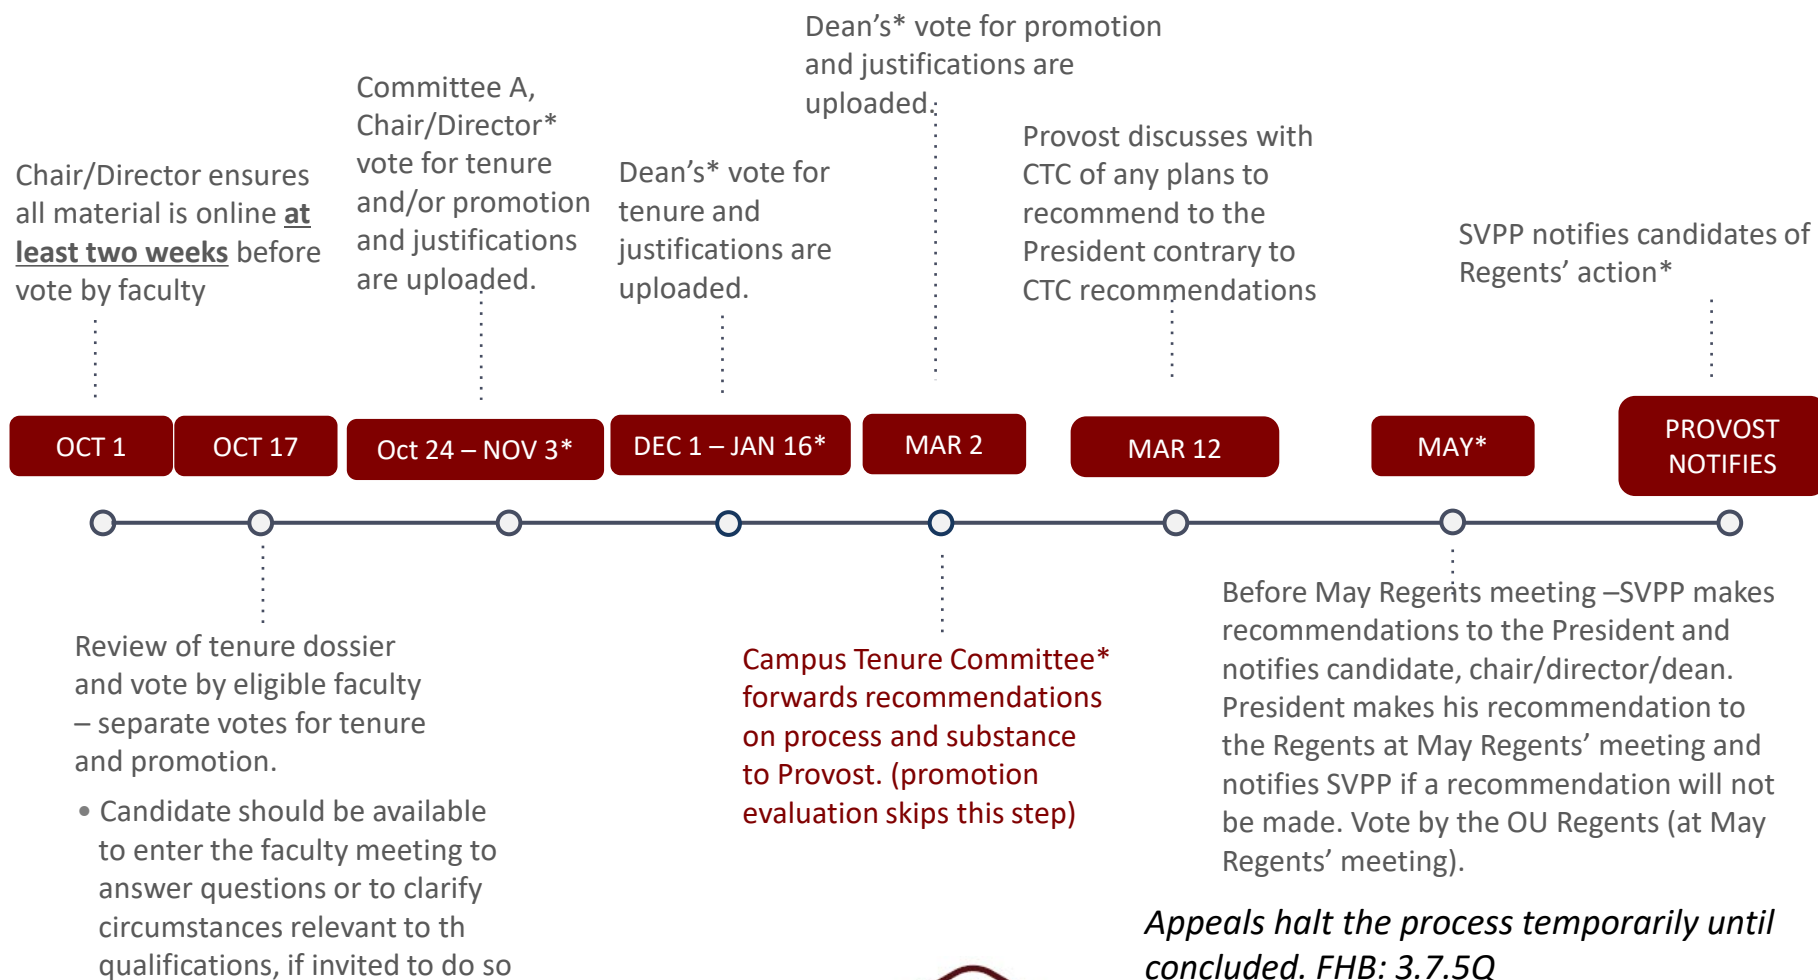 Dean’s* vote for promotion
and justifications are
uploaded.
Committee A,
Chair/Director*
vote for tenure
and/or promotion
and justifications
are uploaded.
Provost discusses with
CTC of any plans to
recommend to the
President contrary to
CTC recommendations
Chair/Director ensures
all material is online at
least two weeks before
vote by faculty
Dean’s* vote for
tenure and
justifications are
uploaded.
SVPP notifies candidates of
Regents’ action*
OCT 1
OCT 17
Oct 24 – NOV 3*
DEC 1 – JAN 16*
MAR 2
MAR 12
MAY*
PROVOST
NOTIFIES
Review of tenure dossier
and vote by eligible faculty
– separate votes for tenure
and promotion.
• Candidate should be available
to enter the faculty meeting to
answer questions or to clarify
circumstances relevant to th
qualifications, if invited to do so
Campus Tenure Committee*
forwards recommendations
on process and substance
to Provost. (promotion
evaluation skips this step)
Before May Regents meeting –SVPP makes
recommendations to the President and
notifies candidate, chair/director/dean.
President makes his recommendation to
the Regents at May Regents’ meeting and
notifies SVPP if a recommendation will not
be made. Vote by the OU Regents (at May
Regents’ meeting).
Appeals halt the process temporarily until
concluded. FHB: 3.7.5Q